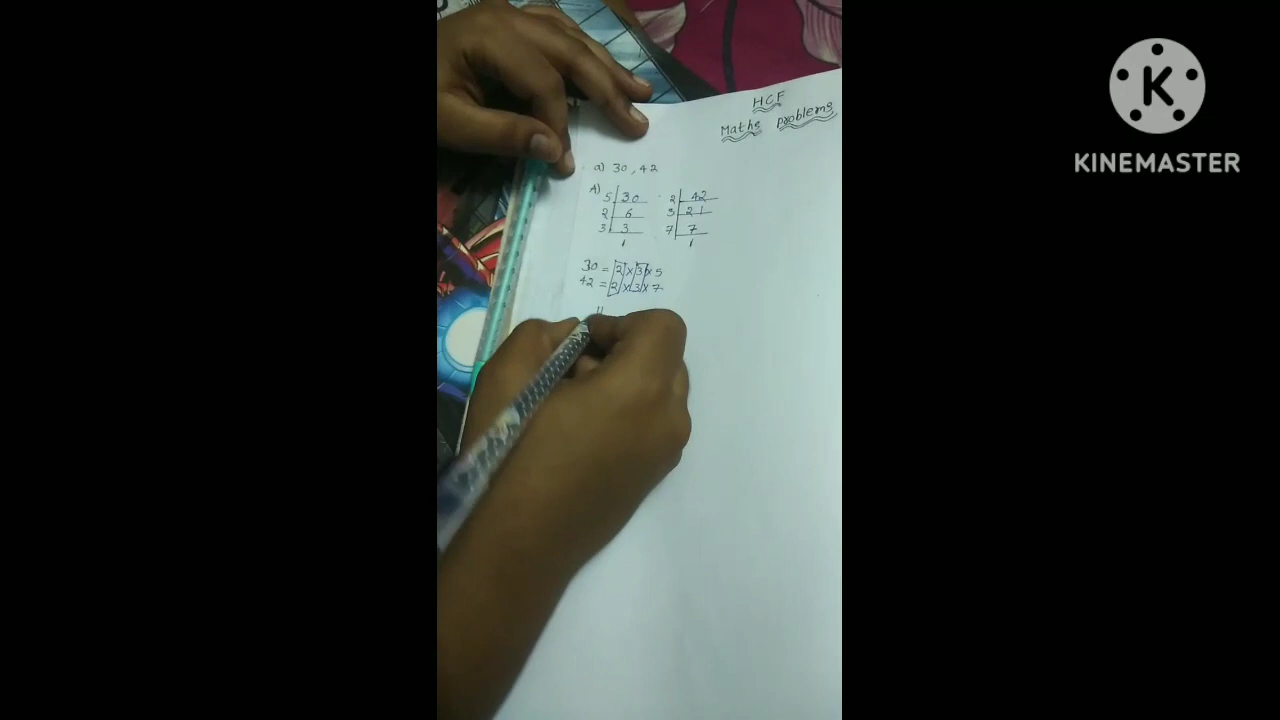 HCF
Maths problems
a) 30, 42
A) 5 | 30 2 | 42
2 | 6 3 | 21
3 | 3 7 | 7
1 1
30 = 2 x 3 x 5
42 = 2 x 3 x 7
K
KINEMASTER